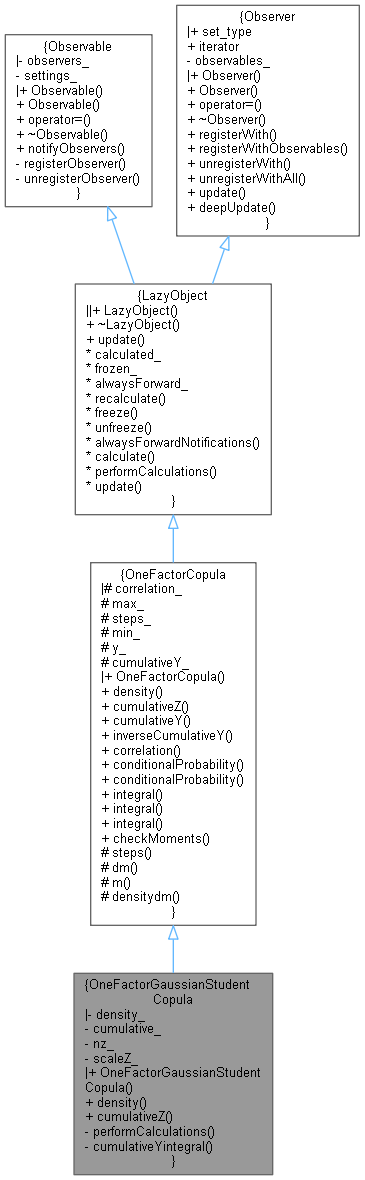 {Observable
|- observers_
- settings_
|+ Observable()
+ Observable()
+ operator=()
+ ~Observable()
+ notifyObservers()
- registerObserver()
- unregisterObserver()
}
{Observer
|+ set_type
+ iterator
- observables_
|+ Observer()
+ Observer()
+ operator=()
+ ~Observer()
+ registerWith()
+ registerWithObservables()
+ unregisterWith()
+ unregisterWithAll()
+ update()
+ deepUpdate()
}
{LazyObject
||+ LazyObject()
+ ~LazyObject()
+ update()
* calculated_
* frozen_
* alwaysForward_
* recalculate()
* freeze()
* unfreeze()
* alwaysForwardNotifications()
* calculate()
* performCalculations()
* update()
}
{OneFactorCopula
|# correlation_
# max_
# steps_
# min_
# y_
# cumulativeY_
|+ OneFactorCopula()
+ density()
+ cumulativeZ()
+ cumulativeY()
+ inverseCumulativeY()
+ correlation()
+ conditionalProbability()
+ conditionalProbability()
+ integral()
+ integral()
+ integral()
+ checkMoments()
# steps()
# dm()
# m()
# densitydm()
}
{OneFactorGaussianStudent
Copula
|- density_
- cumulative_
- nz_
- scaleZ_
|+ OneFactorGaussianStudent
Copula()
+ density()
+ cumulativeZ()
- performCalculations()
- cumulativeYintegral()
}